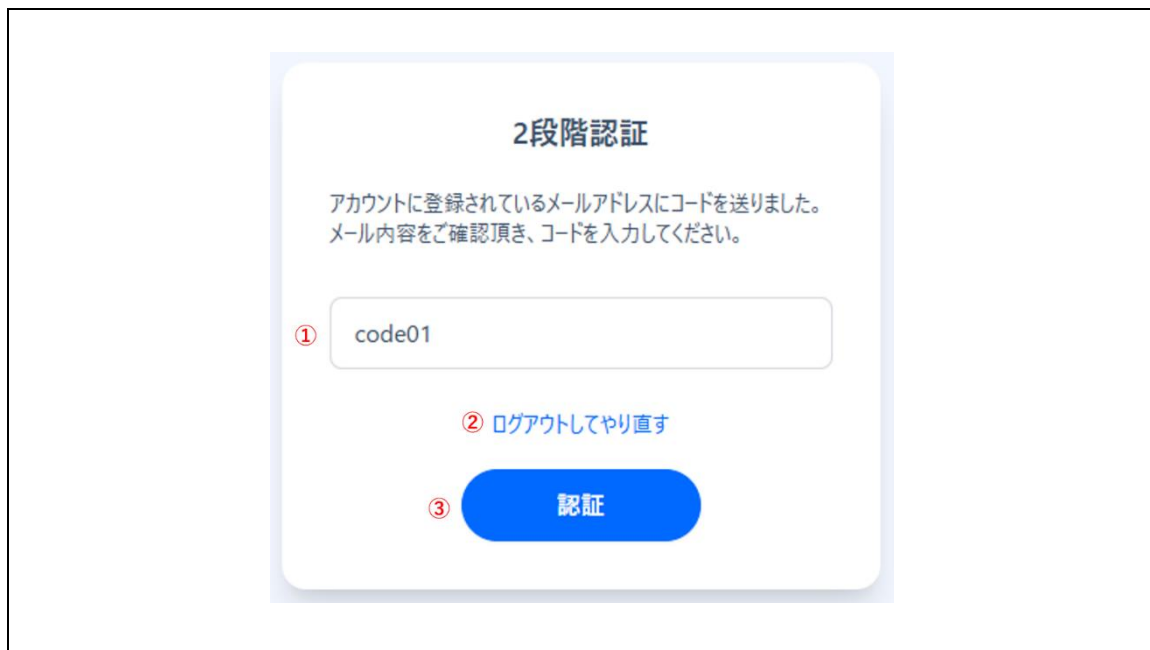 2段階認証
アカウントに登録されているメールアドレスにコードを送りました。
メール内容をご確認頂き、コードを入力してください。
① code01
② ログアウトしてやり直す
③ 認証